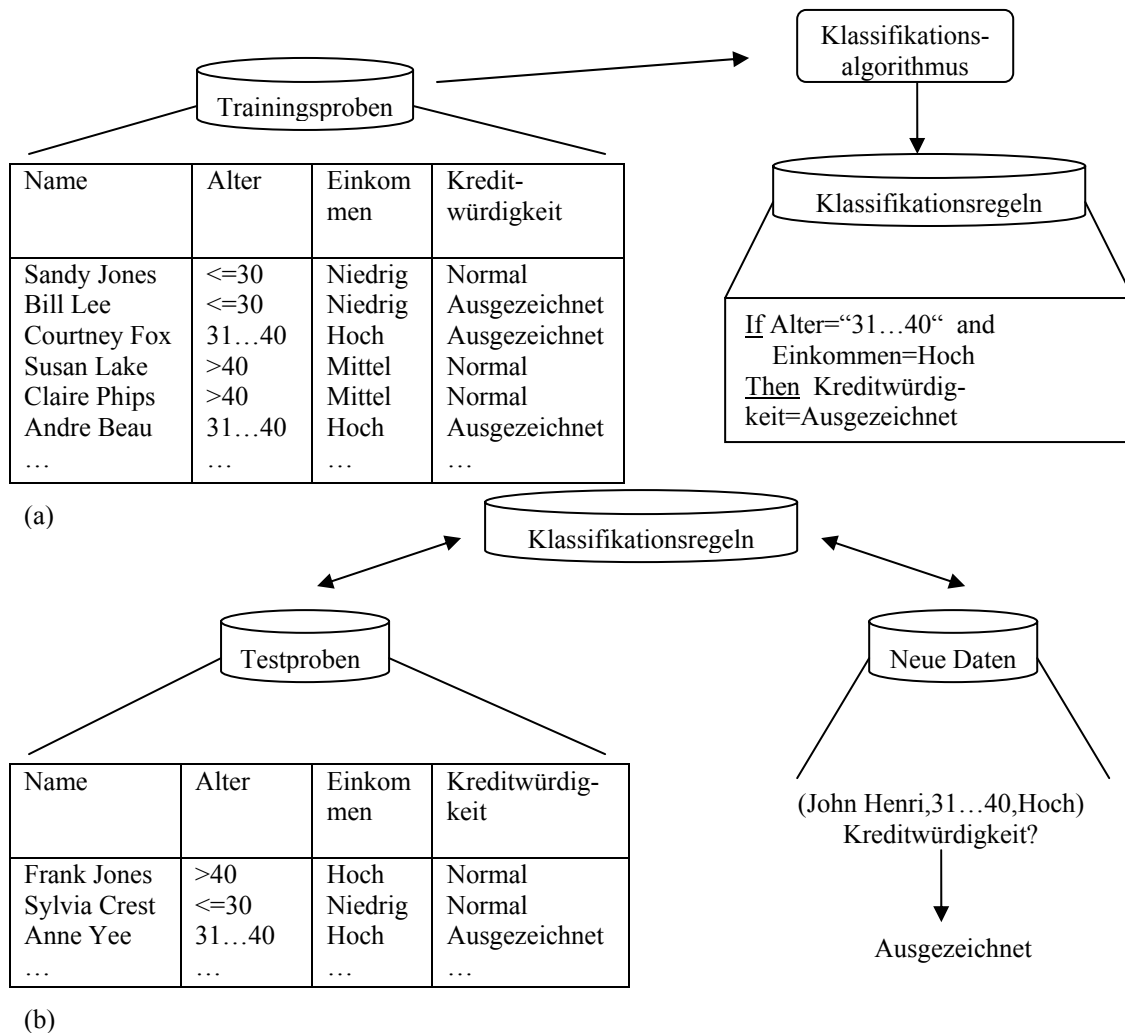 Klassifikations-
algorithmus
Trainingsproben
Klassifikationsregeln
Name Alter Einkom Kredit-
men würdigkeit
Sandy Jones <=30 Niedrig Normal
Bill Lee <=30 Niedrig Ausgezeichnet
Courtney Fox 31…40 Hoch Ausgezeichnet
Susan Lake >40 Mittel Normal
Claire Phips >40 Mittel Normal
Andre Beau 31…40 Hoch Ausgezeichnet
… … … …
If Alter=“31…40“ and
Einkommen=Hoch
Then Kreditwürdig-
keit=Ausgezeichnet
(a)
Klassifikationsregeln
Testproben
Neue Daten
Name Alter Einkom Kreditwürdig-
men keit
Frank Jones >40 Hoch Normal
Sylvia Crest <=30 Niedrig Normal
Anne Yee 31…40 Hoch Ausgezeichnet
… … … …
(John Henri,31…40,Hoch)
Kreditwürdigkeit?
Ausgezeichnet
(b)